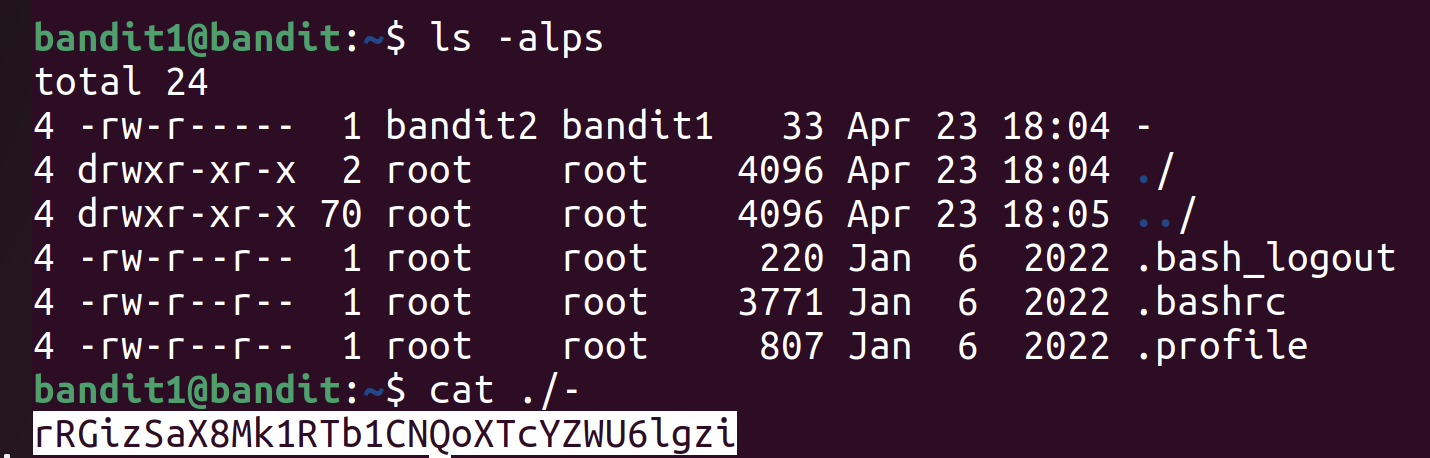 bandit1@bandit:~$ ls -alps
total 24
4 -rw-r-----  1 bandit2 bandit1   33 Apr 23 18:04 -
4 drwxr-xr-x  2 root    root    4096 Apr 23 18:04 ./
4 drwxr-xr-x 70 root    root    4096 Apr 23 18:05 ../
4 -rw-r--r--  1 root    root     220 Jan  6  2022 .bash_logout
4 -rw-r--r--  1 root    root    3771 Jan  6  2022 .bashrc
4 -rw-r--r--  1 root    root     807 Jan  6  2022 .profile
bandit1@bandit:~$ cat ./-
rRGizSaX8Mk1RTb1CNQoXTcYZWU6lgzi